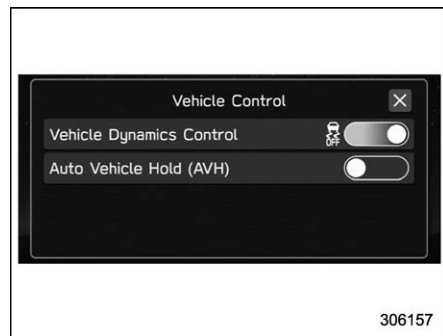 Vehicle Control
Vehicle Dynamics Control OFF
Auto Vehicle Hold (AVH)
306157